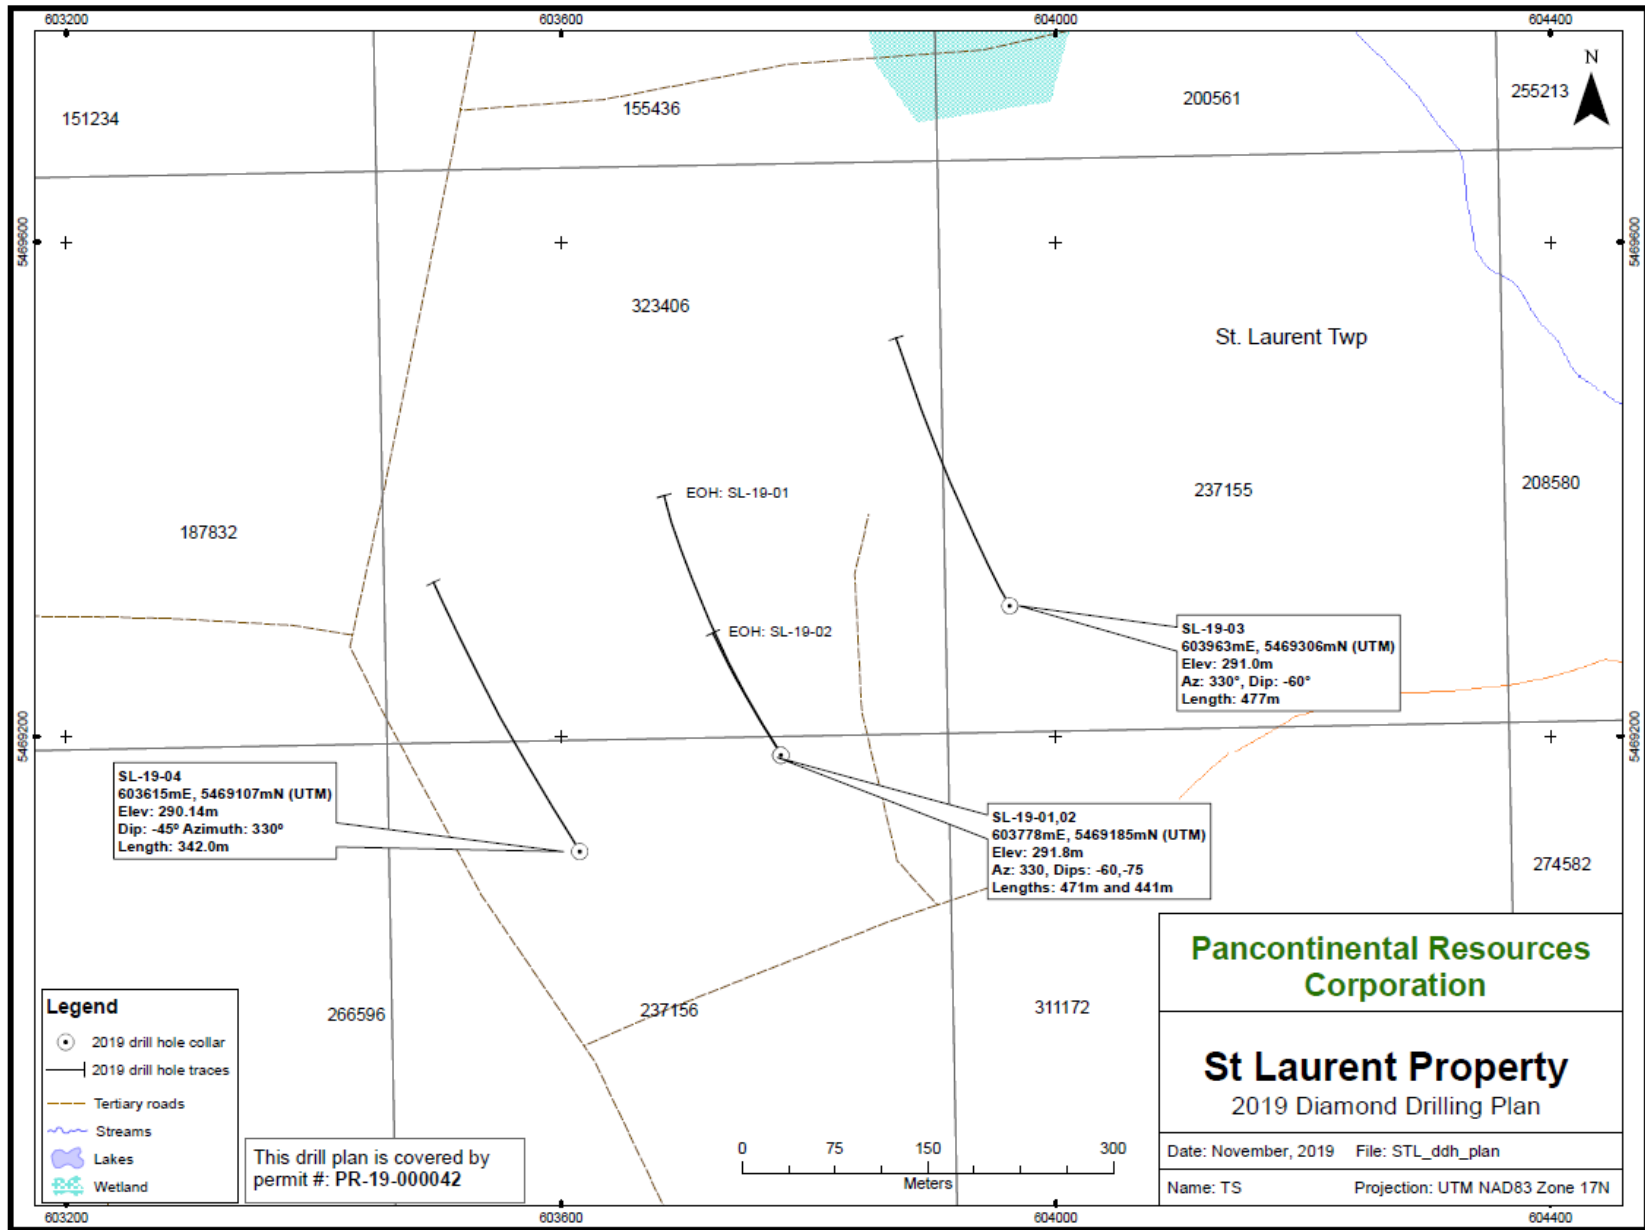 603200
603600
604000
604400
N
151234
155436
200561
255213
5469600
5469600
323406
St. Laurent Twp
EOH: SL-19-01
237155
208580
187832
EOH: SL-19-02
SL-19-03
603963mE, 5469306mN (UTM)
Elev: 291.0m
Az: 330°, Dip: -60°
Length: 477m
5469200
5469200
SL-19-04
603615mE, 5469107mN (UTM)
Elev: 290.14m
Dip: -45º Azimuth: 330º
Length: 342.0m
SL-19-01,02
603778mE, 5469185mN (UTM)
Elev: 291.8m
Az: 330, Dips: -60,-75
Lengths: 471m and 441m
274582
266596
237156
311172
Legend
2019 drill hole collar
2019 drill hole traces
Tertiary roads
Streams
Lakes
Wetland
This drill plan is covered by
permit #: PR-19-000042
0 75 150 300
Meters
Pancontinental Resources
Corporation
St Laurent Property
2019 Diamond Drilling Plan
Date: November, 2019 File: STL_ddh_plan
Name: TS Projection: UTM NAD83 Zone 17N
603200
603600
604000
604400